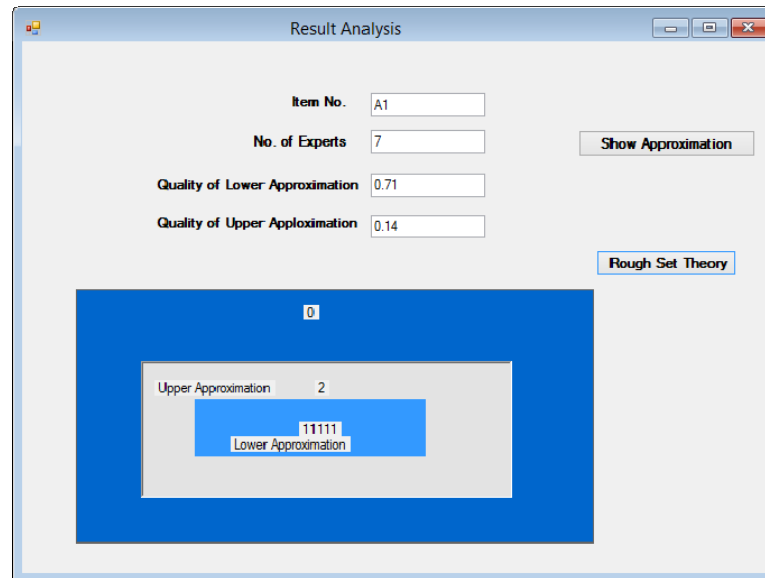 Result Analysis
Item No. A1
No. of Experts 7
Show Approximation
Quality of Lower Approximation 0.71
Quality of Upper Apploximation 0.14
Rough Set Theory
0
Upper Approximation 2
11111
Lower Approximation